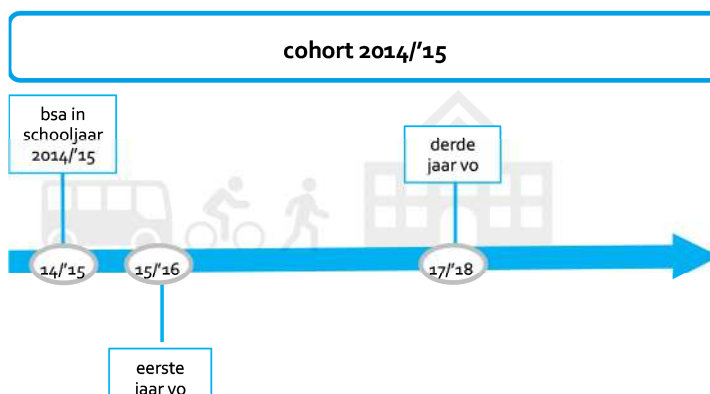 cohort 2014/'15
bsa in
schooljaar
2014/'15
derde
jaar vo
14/'15
15/'16
17/'18
eerste
jaar vo